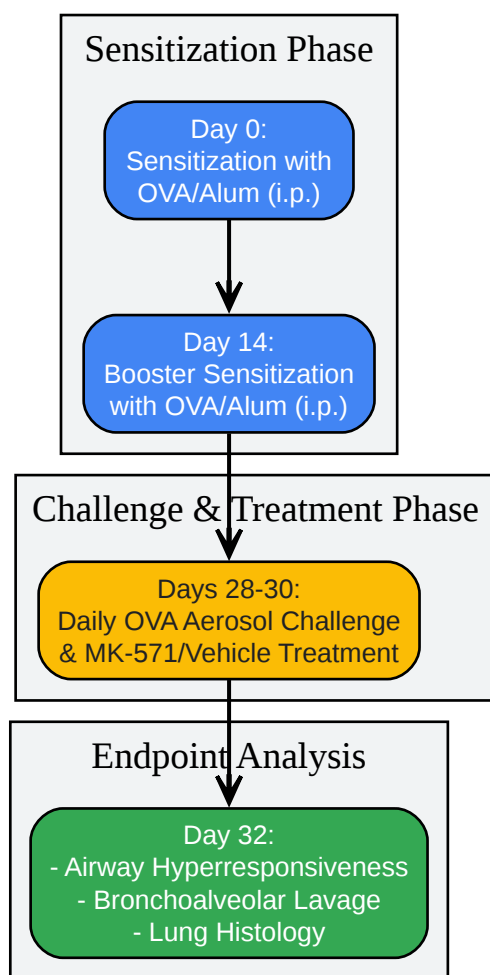 Sensitization Phase
Day 0:
Sensitization with
OVA/Alum (i.p.)
Day 14:
Booster Sensitization
with OVA/Alum (i.p.)
Challenge & Treatment Phase
Days 28-30:
Daily OVA Aerosol Challenge
& MK-571/Vehicle Treatment
Endpoint Analysis
Day 32:
- Airway Hyperresponsiveness
- Bronchoalveolar Lavage
- Lung Histology